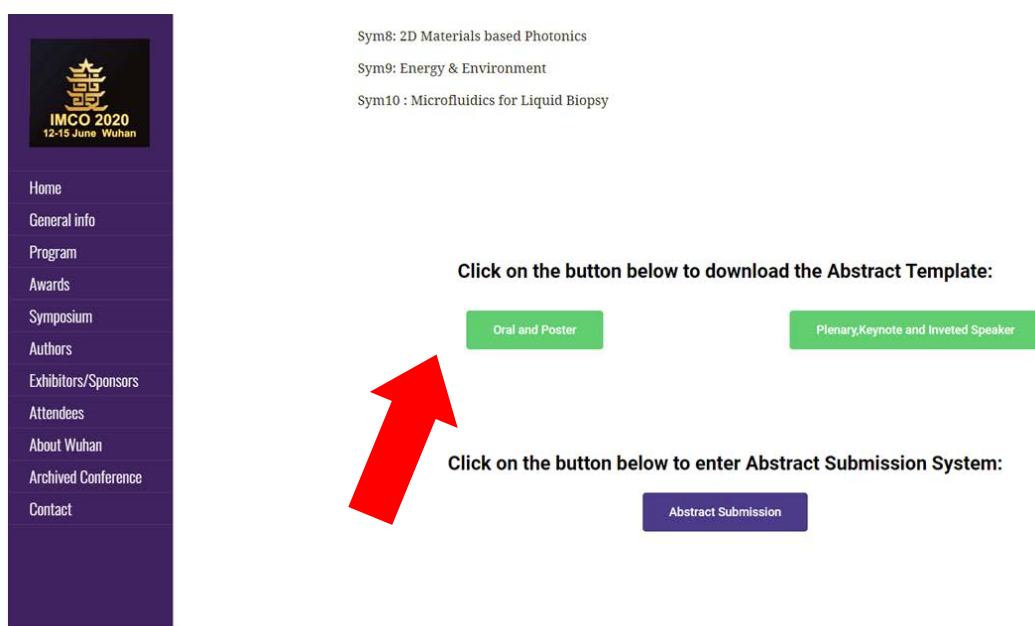 IMCO 2020
12-15 June Wuhan
Home
General info
Program
Awards
Symposium
Authors
Exhibitors/Sponsors
Attendees
About Wuhan
Archived Conference
Contact
Sym8: 2D Materials based Photonics
Sym9: Energy & Environment
Sym10 : Microfluidics for Liquid Biopsy
Click on the button below to download the Abstract Template:
Oral and Poster
Plenary,Keynote and Inveted Speaker
Click on the button below to enter Abstract Submission System:
Abstract Submission